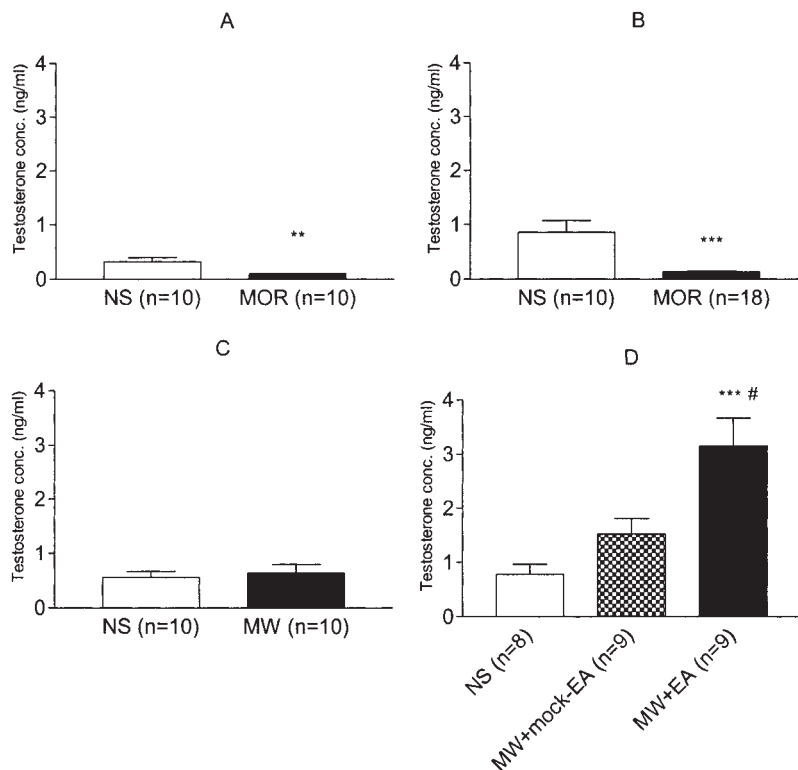 A
Testosterone conc. (ng/ml)
4
3
2
1
0
**
NS (n=10) MOR (n=10)
B
Testosterone conc. (ng/ml)
4
3
2
1
0
***
NS (n=10) MOR (n=18)
C
Testosterone conc. (ng/ml)
4
3
2
1
0
NS (n=10) MW (n=10)
D
Testosterone conc. (ng/ml)
4
3
2
1
0
*** #
NS (n=8)
MW+mock-EA (n=9)
MW+EA (n=9)